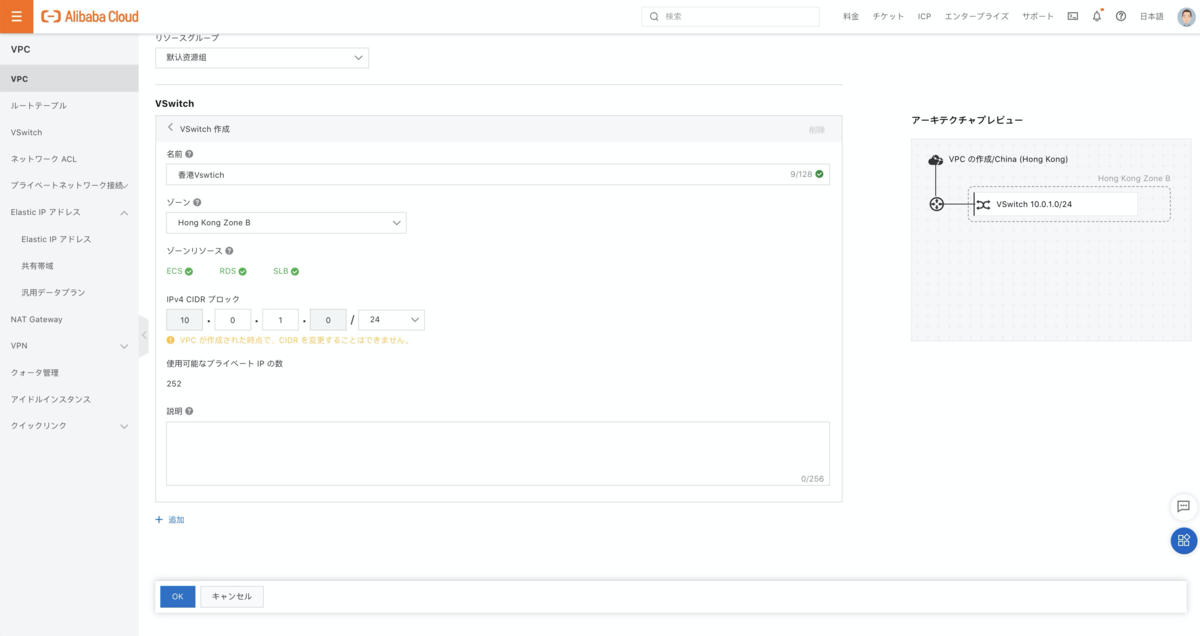 Alibaba Cloud
検索
料金 チケット ICP エンタープライズ サポート 日本語
VPC
VPC
ルートテーブル
VSwitch
ネットワーク ACL
プライベートネットワーク接続
Elastic IP アドレス
Elastic IP アドレス
共有帯域
汎用データプラン
NAT Gateway
VPN
クォータ管理
アイドルインスタンス
クイックリンク
リソースグループ
默认资源组
VSwitch
VSwitch 作成
削除
名前
香港Vswtich
9/128
ゾーン
Hong Kong Zone B
ゾーンリソース
ECS RDS SLB
IPv4 CIDR ブロック
10 . 0 . 1 . 0 / 24
VPC が作成された時点で、CIDR を変更することはできません。
使用可能なプライベート IP の数
252
説明
0/256
+ 追加
OK キャンセル
アーキテクチャプレビュー
VPC の作成/China (Hong Kong)
Hong Kong Zone B
VSwitch 10.0.1.0/24